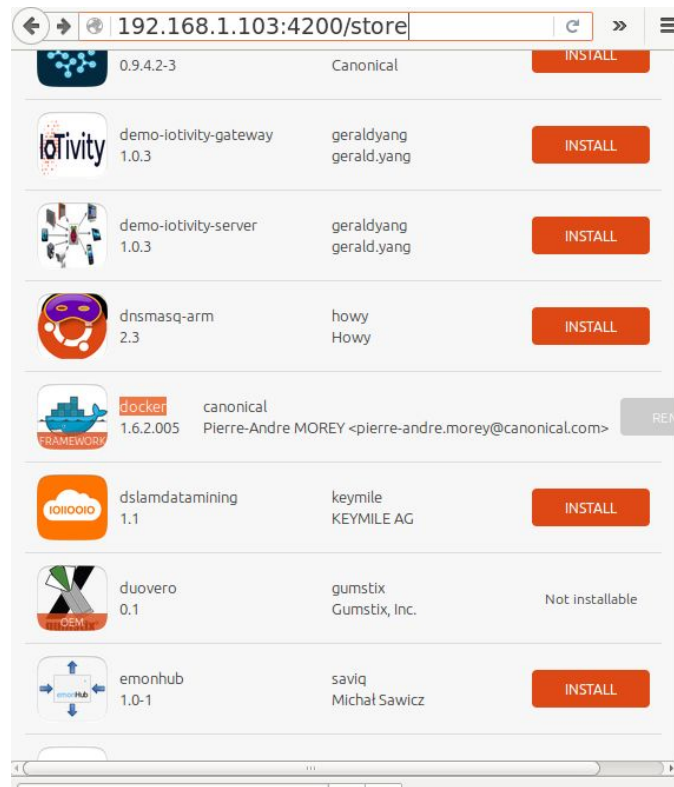 192.168.1.103:4200/store
0.9.4.2-3 Canonical INSTALL
IoTivity demo-iotivity-gateway geraldyang
1.0.3 gerald.yang INSTALL
demo-iotivity-server geraldyang
1.0.3 gerald.yang INSTALL
dnsmasq-arm howy
2.3 Howy INSTALL
docker canonical
1.6.2.005 Pierre-Andre MOREY <pierre-andre.morey@canonical.com> REM
FRAMEWORK
dslamdatamining keymile
10110010 1.1 KEYMILE AG INSTALL
duovero gumstix
0.1 Gumstix, Inc. Not installable
OEM
emonhub saviq
emonHub 1.0-1 Michał Sawicz INSTALL